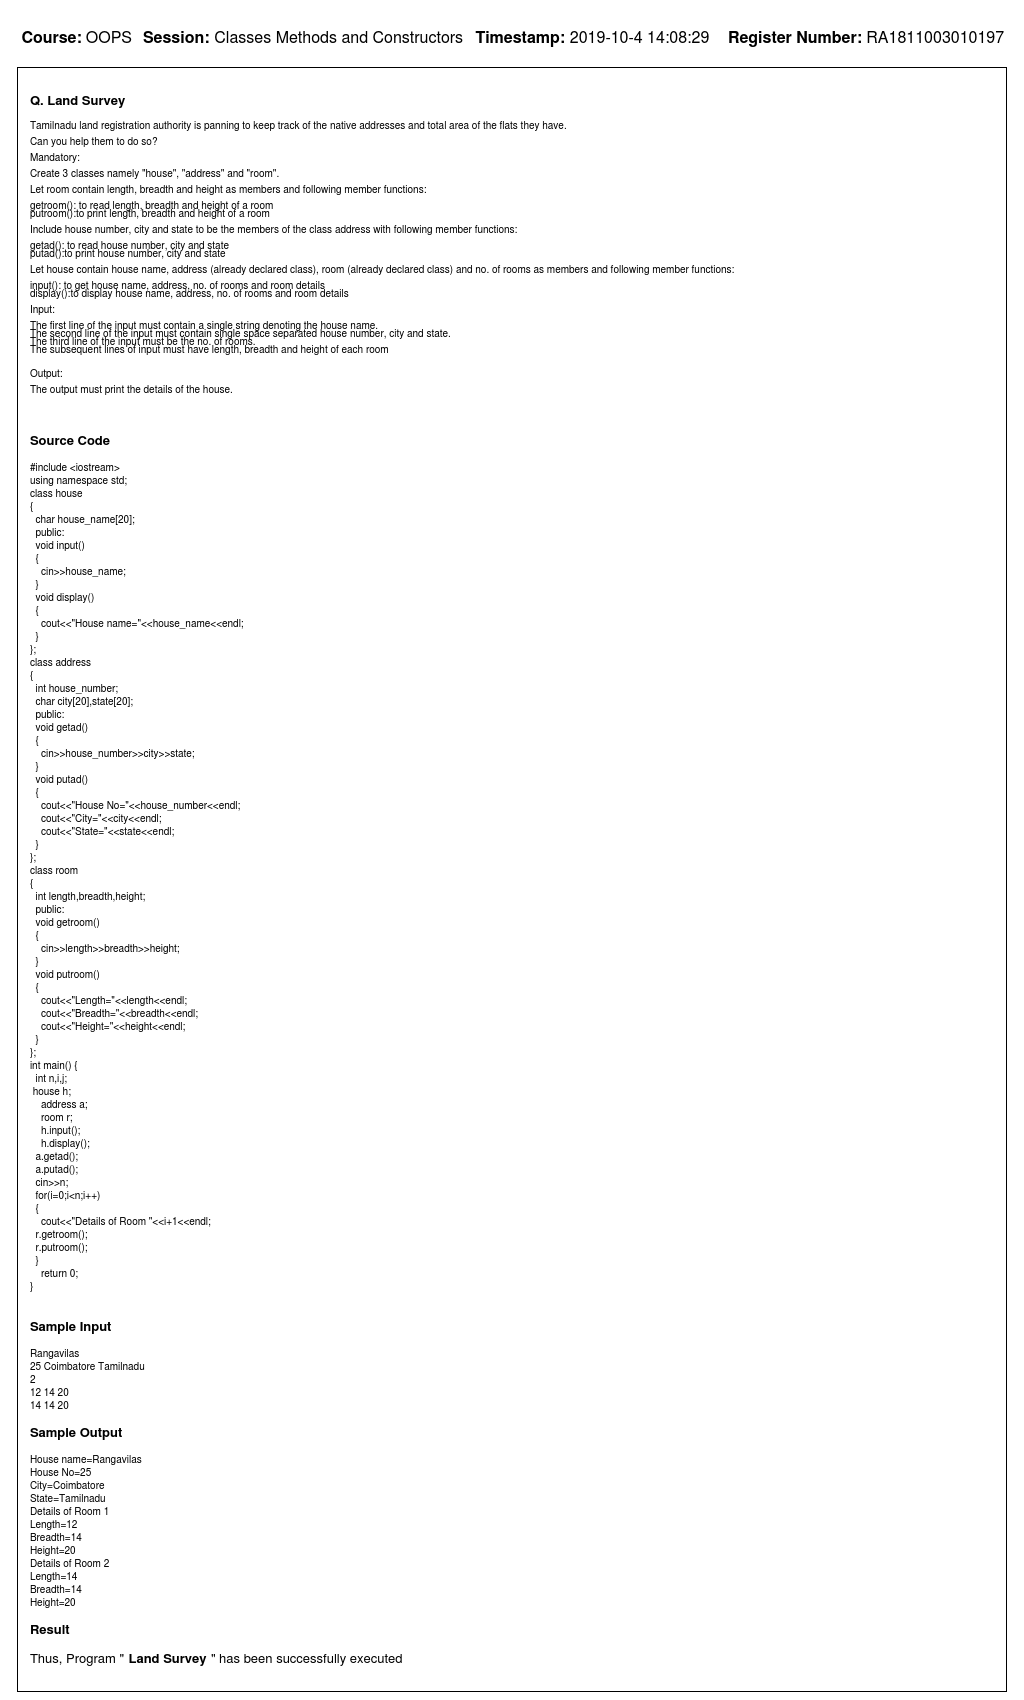 Course: OOPS Session: Classes Methods and Constructors Timestamp: 2019-10-4 14:08:29 Register Number: RA1811003010197
Q. Land Survey
Tamilnadu land registration authority is panning to keep track of the native addresses and total area of the flats they have.
Can you help them to do so?
Mandatory:
Create 3 classes namely "house", "address" and "room".
Let room contain length, breadth and height as members and following member functions:
getroom(): to read length, breadth and height of a room
putroom():to print length, breadth and height of a room
Include house number, city and state to be the members of the class address with following member functions:
getad(): to read house number, city and state
putad():to print house number, city and state
Let house contain house name, address (already declared class), room (already declared class) and no. of rooms as members and following member functions:
input(): to get house name, address, no. of rooms and room details
display():to display house name, address, no. of rooms and room details
Input:
The first line of the input must contain a single string denoting the house name.
The second line of the input must contain single space separated house number, city and state.
The third line of the input must be the no. of rooms.
The subsequent lines of input must have length, breadth and height of each room
Output:
The output must print the details of the house.
Source Code
#include <iostream>
using namespace std;
class house
{
char house_name[20];
public:
void input()
{
cin>>house_name;
}
void display()
{
cout<<"House name="<<house_name<<endl;
}
};
class address
{
int house_number;
char city[20],state[20];
public:
void getad()
{
cin>>house_number>>city>>state;
}
void putad()
{
cout<<"House No="<<house_number<<endl;
cout<<"City="<<city<<endl;
cout<<"State="<<state<<endl;
}
};
class room
{
int length,breadth,height;
public:
void getroom()
{
cin>>length>>breadth>>height;
}
void putroom()
{
cout<<"Length="<<length<<endl;
cout<<"Breadth="<<breadth<<endl;
cout<<"Height="<<height<<endl;
}
};
int main() {
int n,i,j;
house h;
address a;
room r;
h.input();
h.display();
a.getad();
a.putad();
cin>>n;
for(i=0;i<n;i++)
{
cout<<"Details of Room "<<i+1<<endl;
r.getroom();
r.putroom();
}
return 0;
}
Sample Input
Rangavilas
25 Coimbatore Tamilnadu
2
12 14 20
14 14 20
Sample Output
House name=Rangavilas
House No=25
City=Coimbatore
State=Tamilnadu
Details of Room 1
Length=12
Breadth=14
Height=20
Details of Room 2
Length=14
Breadth=14
Height=20
Result
Thus, Program " Land Survey " has been successfully executed